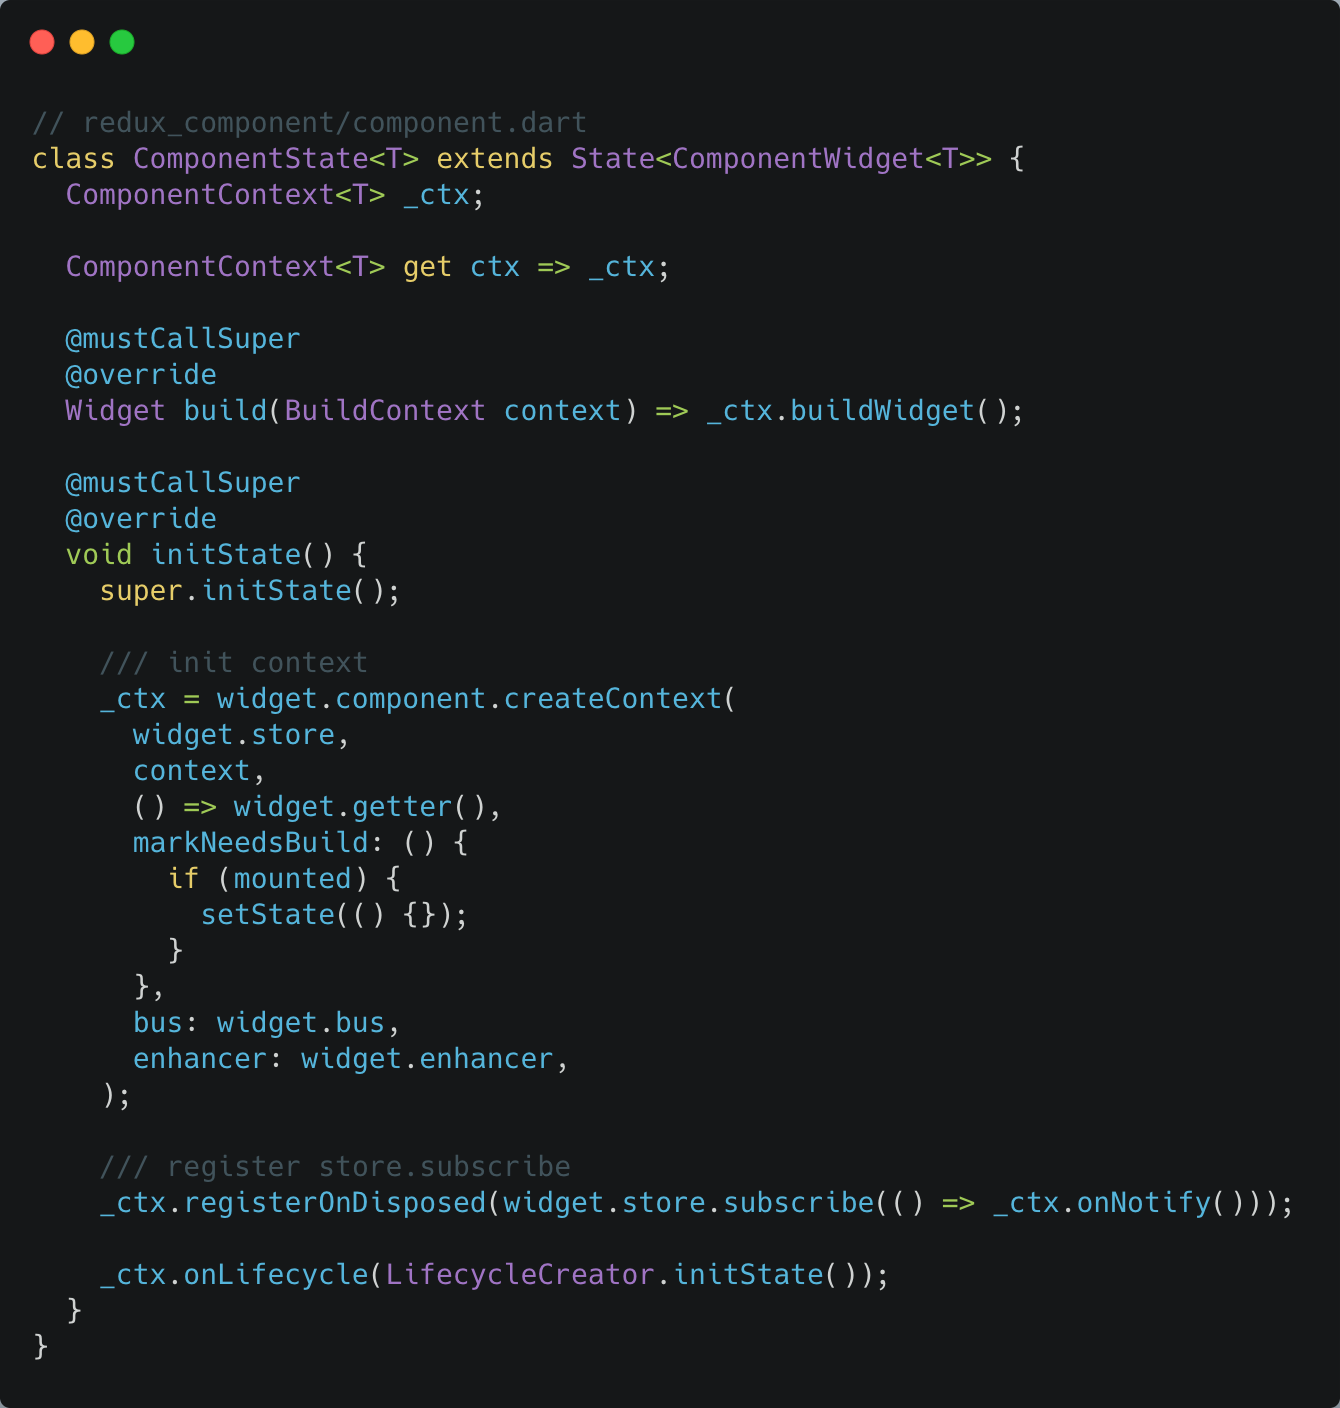 // redux_component/component.dart
class ComponentState<T> extends State<ComponentWidget<T>> {
  ComponentContext<T> _ctx;

  ComponentContext<T> get ctx => _ctx;

  @mustCallSuper
  @override
  Widget build(BuildContext context) => _ctx.buildWidget();

  @mustCallSuper
  @override
  void initState() {
    super.initState();

    /// init context
    _ctx = widget.component.createContext(
      widget.store,
      context,
      () => widget.getter(),
      markNeedsBuild: () {
        if (mounted) {
          setState(() {});
        }
      },
      bus: widget.bus,
      enhancer: widget.enhancer,
    );

    /// register store.subscribe
    _ctx.registerOnDisposed(widget.store.subscribe(() => _ctx.onNotify()));

    _ctx.onLifecycle(LifecycleCreator.initState());
  }
}